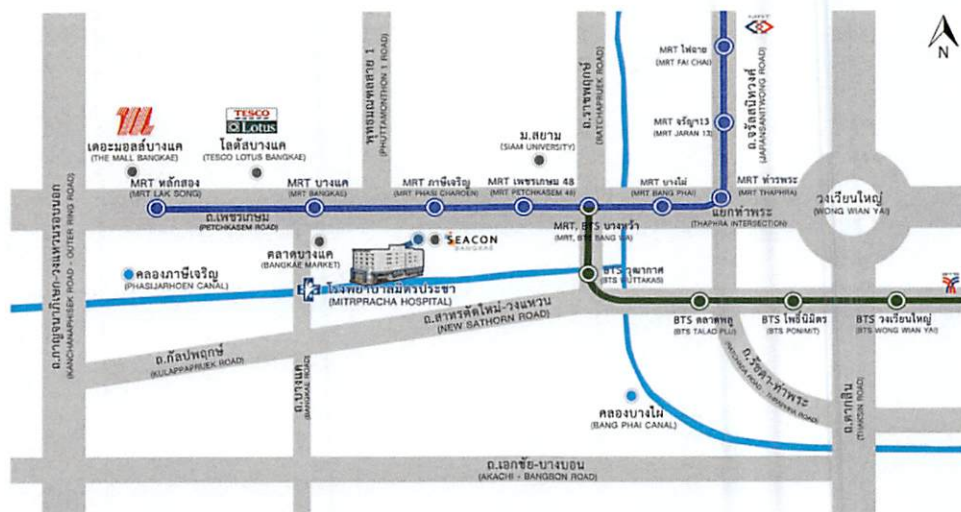 MRT
N
MRT ไฟฉาย
(MRT FAI CHAI)
ถ.จรัลสนิทวงศ์
(JARANSANITWONG ROAD)
ถ.ราชพฤกษ์
(RATCHAPRUEK ROAD)
พุทธมณฑลสาย 1
(PHUTTAMONTHON 1 ROAD)
TESCO
Lotus
เดอะมอลล์บางแค
(THE MALL BANGKAE)
โลตัสบางแค
(TESCO LOTUS BANGKAE)
ม.สยาม
(SIAM UNIVERSITY)
MRT จรัญฯ13
(MRT JARAN 13)
MRT หลักสอง
(MRT LAK SONG)
MRT บางแค
(MRT BANGKAE)
MRT ภาษีเจริญ
(MRT PHASI CHAROEN)
MRT เพชรเกษม 48
(MRT PETCHKASEM 48)
MRT บางไผ่
(MRT BANG PHAI)
MRT ท่าพระ
(MRT THAPHRA)
ถ.เพชรเกษม
(PETCHKASEM ROAD)
แยกท่าพระ
(THAPHRA INTERSECTION)
วงเวียนใหญ่
(WONG WIAN YAI)
MRT, BTS บางหว้า
(MRT, BTS BANG WA)
ตลาดบางแค
(BANGKAE MARKET)
SEACON
BANGKAE
คลองภาษีเจริญ
(PHASIJARHOEN CANAL)
โรงพยาบาลมิตรประชา
(MITRPRACHA HOSPITAL)
BTS วุฒากาศ
(BTS WUTTAKAS)
ถ.กาญจนาภิเษก-วงแหวนรอบนอก
(KANCHANAPHISEK ROAD - OUTER RING ROAD)
ถ.สาทรตัดใหม่-วงแหวน
(NEW SATHORN ROAD)
BTS ตลาดพลู
(BTS TALAD PLU)
BTS โพธิ์นิมิตร
(BTS PONIMIT)
BTS วงเวียนใหญ่
(BTS WONG WIAN YAI)
ถ.กัลปพฤกษ์
(KULAPPAPRUEK ROAD)
ถ.บางแค
(BANGKAE ROAD)
ถ.รัชดา-ท่าพระ
(RATCHADA ROAD - THAPHRA ROAD)
ถ.ตากสิน
(THAKSIN ROAD)
คลองบางไผ่
(BANG PHAI CANAL)
ถ.เอกชัย-บางบอน
(AKACHI - BANGBON ROAD)